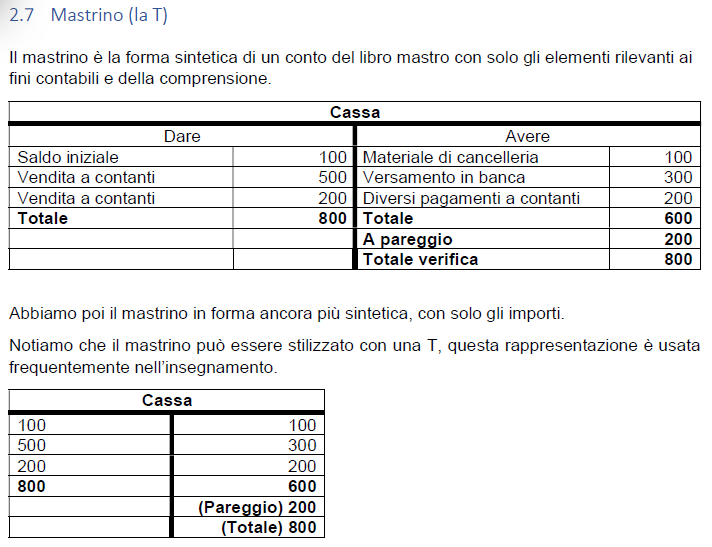 2.7 Mastrino (la T)
Il mastrino è la forma sintetica di un conto del libro mastro con solo gli elementi rilevanti ai
fini contabili e della comprensione.
Cassa
Dare Avere
Saldo iniziale 100 Materiale di cancelleria 100
Vendita a contanti 500 Versamento in banca 300
Vendita a contanti 200 Diversi pagamenti a contanti 200
Totale 800 Totale 600
A pareggio 200
Totale verifica 800
Abbiamo poi il mastrino in forma ancora più sintetica, con solo gli importi.
Notiamo che il mastrino può essere stilizzato con una T, questa rappresentazione è usata
frequentemente nell'insegnamento.
Cassa
100 100
500 300
200 200
800 600
(Pareggio) 200
(Totale) 800